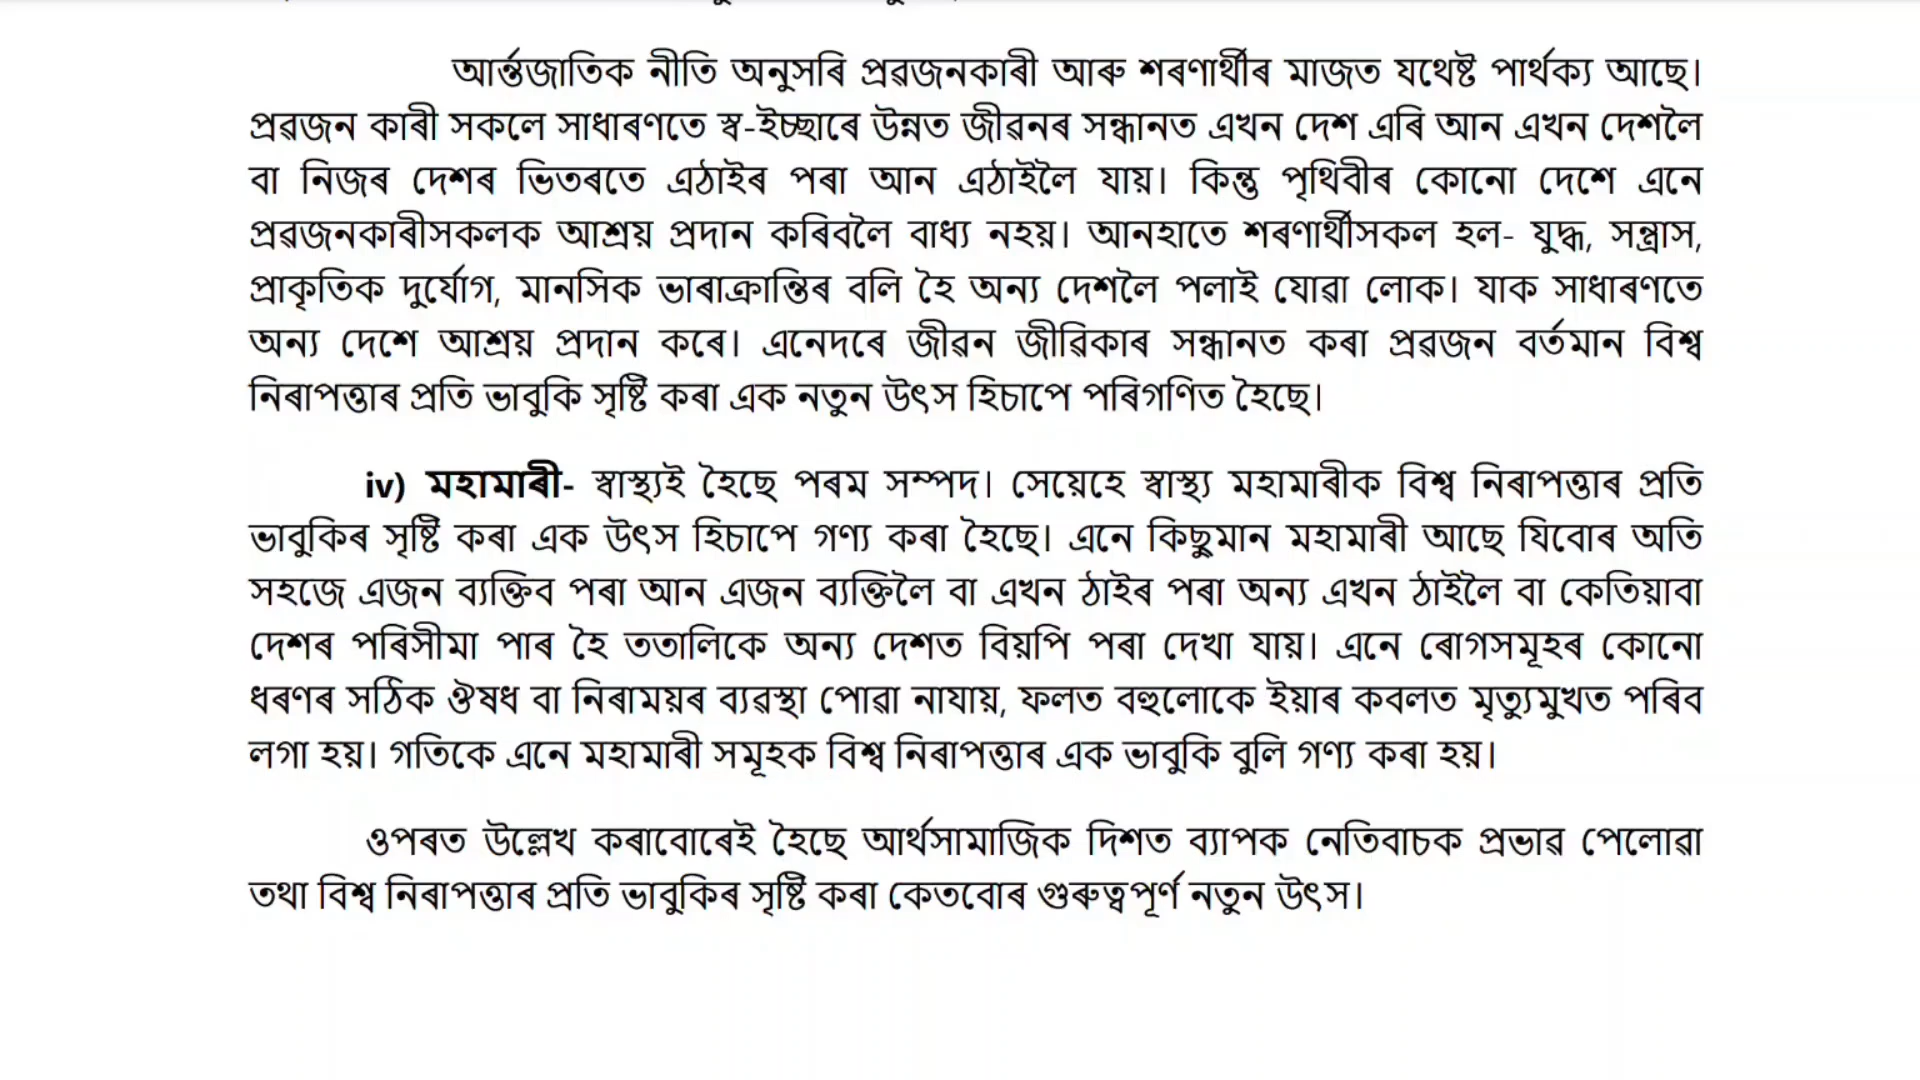 আৰ্ন্তজাতিক নীতি অনুসৰি প্ৰৱজনকাৰী আৰু শৰণাৰ্থীৰ মাজত যথেষ্ট পাৰ্থক্য আছে।
প্ৰৱজন কাৰী সকলে সাধাৰণতে স্ব-ইচ্ছাৰে উন্নত জীৱনৰ সন্ধানত এখন দেশ এৰি আন এখন দেশলৈ
বা নিজৰ দেশৰ ভিতৰতে এঠাইৰ পৰা আন এঠাইলৈ যায়। কিন্তু পৃথিবীৰ কোনো দেশে এনে
প্ৰৱজনকাৰীসকলক আশ্ৰয় প্ৰদান কৰিবলৈ বাধ্য নহয়। আনহাতে শৰণাৰ্থীসকল হল- যুদ্ধ, সন্ত্ৰাস,
প্ৰাকৃতিক দুৰ্যোগ, মানসিক ভাৰাক্ৰান্তিৰ বলি হৈ অন্য দেশলৈ পলাই যোৱা লোক। যাক সাধাৰণতে
অন্য দেশে আশ্ৰয় প্ৰদান কৰে। এনেদৰে জীৱন জীৱিকাৰ সন্ধানত কৰা প্ৰৱজন বৰ্তমান বিশ্ব
নিৰাপত্তাৰ প্ৰতি ভাবুকি সৃষ্টি কৰা এক নতুন উৎস হিচাপে পৰিগণিত হৈছে।
iv) মহামাৰী- স্বাস্থ্যই হৈছে পৰম সম্পদ। সেয়েহে স্বাস্থ্য মহামাৰীক বিশ্ব নিৰাপত্তাৰ প্ৰতি
ভাবুকিৰ সৃষ্টি কৰা এক উৎস হিচাপে গণ্য কৰা হৈছে। এনে কিছুমান মহামাৰী আছে যিবোৰ অতি
সহজে এজন ব্যক্তিব পৰা আন এজন ব্যক্তিলৈ বা এখন ঠাইৰ পৰা অন্য এখন ঠাইলৈ বা কেতিয়াবা
দেশৰ পৰিসীমা পাৰ হৈ ততালিকে অন্য দেশত বিয়পি পৰা দেখা যায়। এনে ৰোগসমূহৰ কোনো
ধৰণৰ সঠিক ঔষধ বা নিৰাময়ৰ ব্যৱস্থা পোৱা নাযায়, ফলত বহুলোকে ইয়াৰ কবলত মৃত্যুমুখত পৰিব
লগা হয়। গতিকে এনে মহামাৰী সমূহক বিশ্ব নিৰাপত্তাৰ এক ভাবুকি বুলি গণ্য কৰা হয়।
ওপৰত উল্লেখ কৰাবোৰেই হৈছে আৰ্থসামাজিক দিশত ব্যাপক নেতিবাচক প্ৰভাৱ পেলোৱা
তথা বিশ্ব নিৰাপত্তাৰ প্ৰতি ভাবুকিৰ সৃষ্টি কৰা কেতবোৰ গুৰুত্বপূৰ্ণ নতুন উৎস।